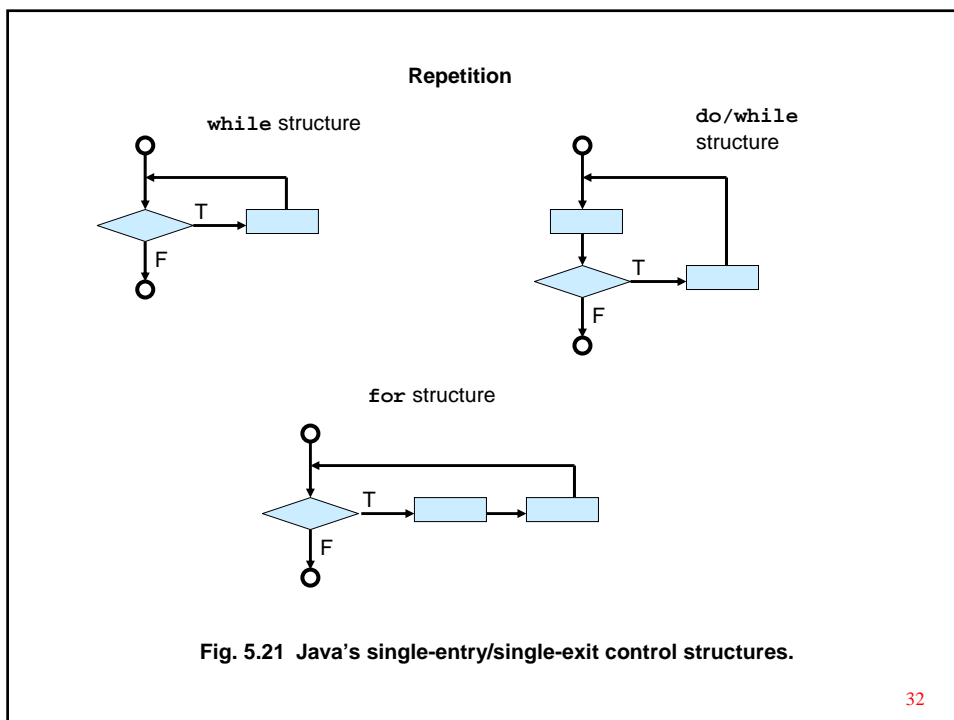 Repetition
while structure
do/while
structure
T
F
T
F
for structure
T
F
Fig. 5.21 Java's single-entry/single-exit control structures.
32